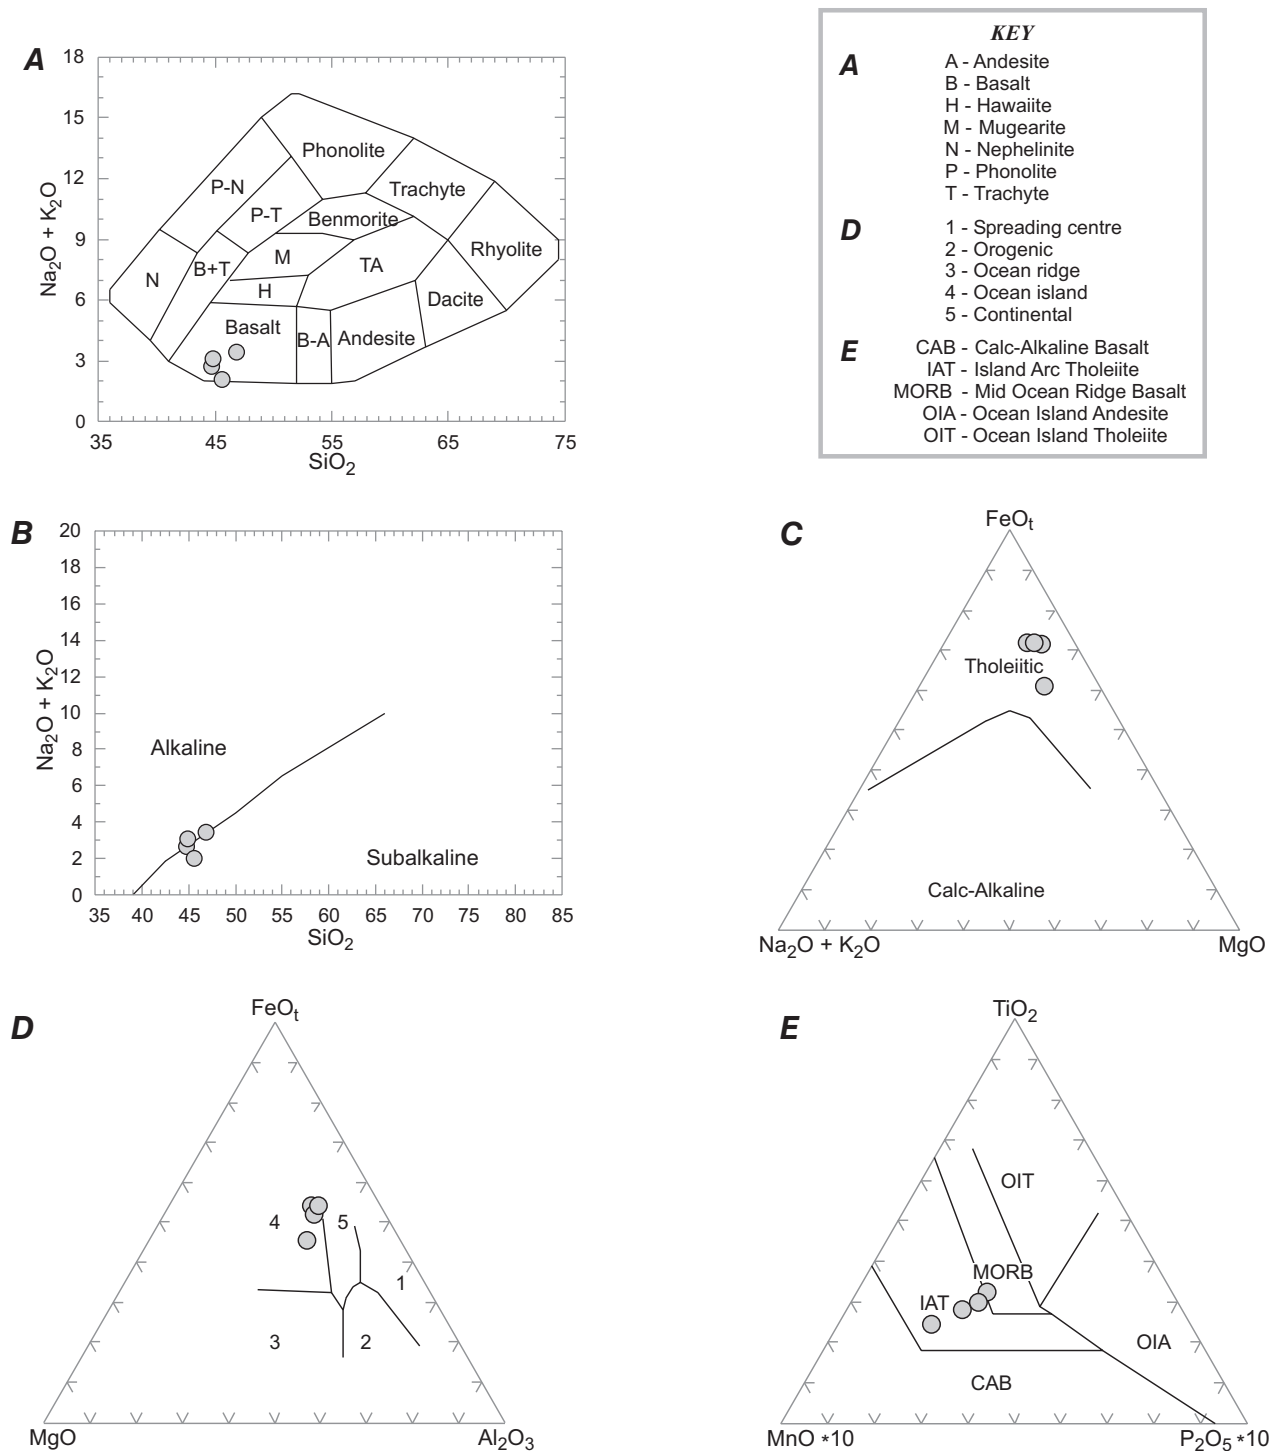 A
18
15
12
9
6
3
0
Na2O + K2O
Phonolite
P-N
Trachyte
P-T
Benmorite
M
Rhyolite
B+T
TA
N
H
Dacite
Basalt
B-A
Andesite
35
45
55
65
75
SiO2
KEY
A
A - Andesite
B - Basalt
H - Hawaiite
M - Mugearite
N - Nephelinite
P - Phonolite
T - Trachyte
D
1 - Spreading centre
2 - Orogenic
3 - Ocean ridge
4 - Ocean island
5 - Continental
E
CAB - Calc-Alkaline Basalt
IAT - Island Arc Tholeiite
MORB - Mid Ocean Ridge Basalt
OIA - Ocean Island Andesite
OIT - Ocean Island Tholeiite
B
20
18
16
14
12
10
8
6
4
2
0
Na2O + K2O
Alkaline
Subalkaline
35 40 45 50 55 60 65 70 75 80 85
SiO2
C
FeOt
Tholeiitic
Calc-Alkaline
Na2O + K2O
MgO
D
FeOt
4
5
1
3
2
MgO
Al2O3
E
TiO2
OIT
MORB
IAT
OIA
CAB
MnO *10
P2O5 *10